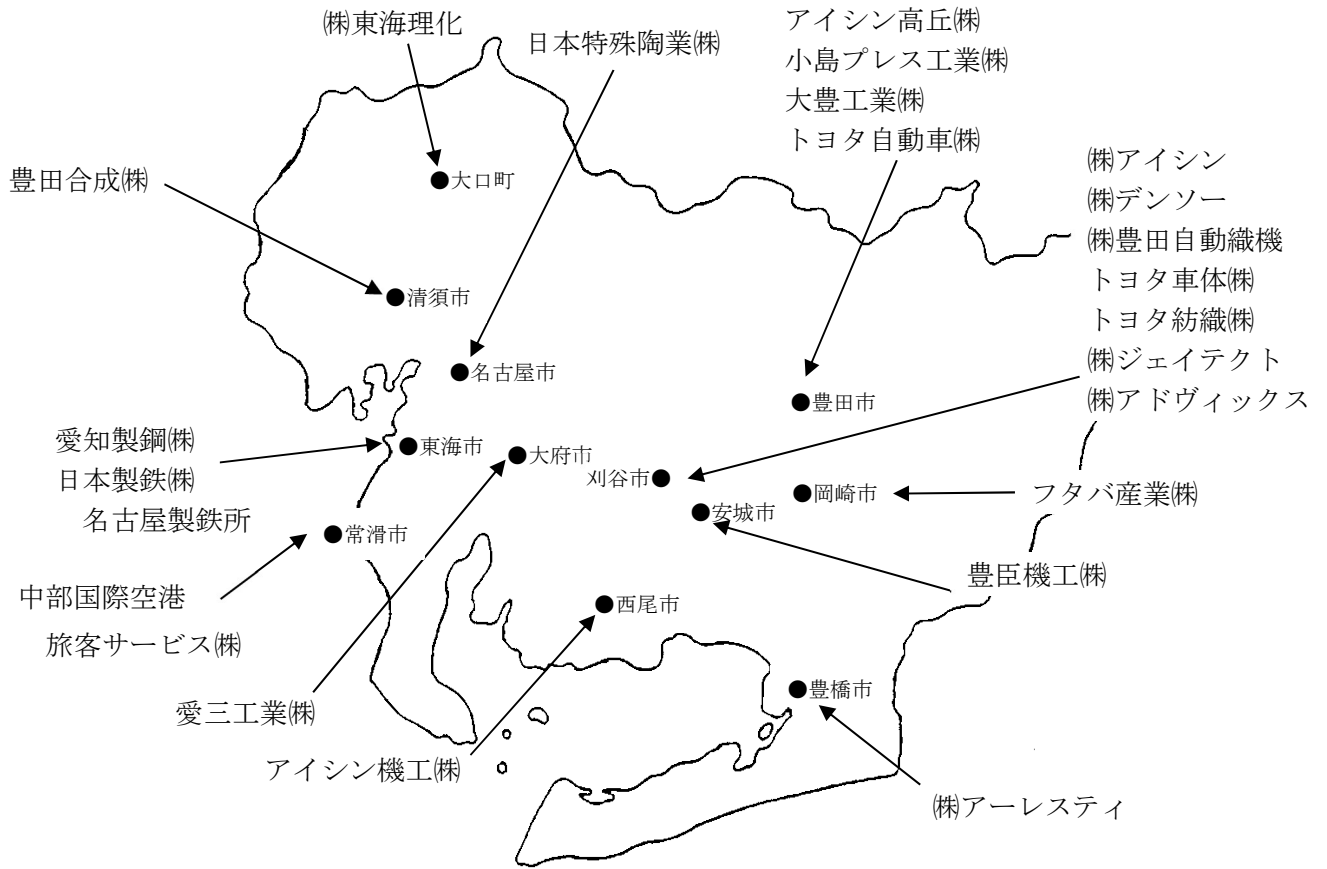 ㈱東海理化
日本特殊陶業㈱
アイシン高丘㈱
小島プレス工業㈱
大豊工業㈱
トヨタ自動車㈱
㈱アイシン
㈱デンソー
㈱豊田自動織機
トヨタ車体㈱
トヨタ紡織㈱
㈱ジェイテクト
㈱アドヴィックス
豊田合成㈱
大口町
清須市
名古屋市
豊田市
愛知製鋼㈱
日本製鉄㈱
名古屋製鉄所
東海市
大府市
刈谷市
岡崎市
フタバ産業㈱
安城市
常滑市
豊臣機工㈱
中部国際空港
旅客サービス㈱
西尾市
豊橋市
愛三工業㈱
アイシン機工㈱
㈱アーレスティ